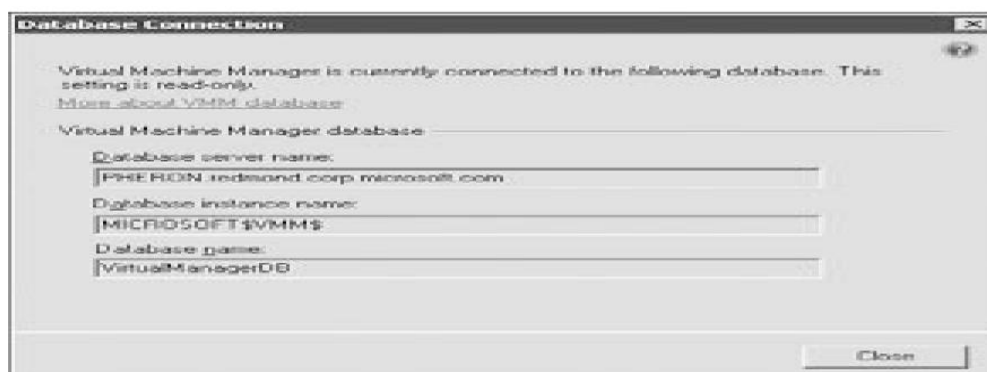 Database Connection
Virtual Machine Manager is currently connected to the following database. This
setting is read-only.
More about VMM database
Virtual Machine Manager database
Database server name:
PHERON.redmond.corp.microsoft.com
Database instance name:
MICROSOFT$VMM$
Database name:
VirtualManagerDB
Close